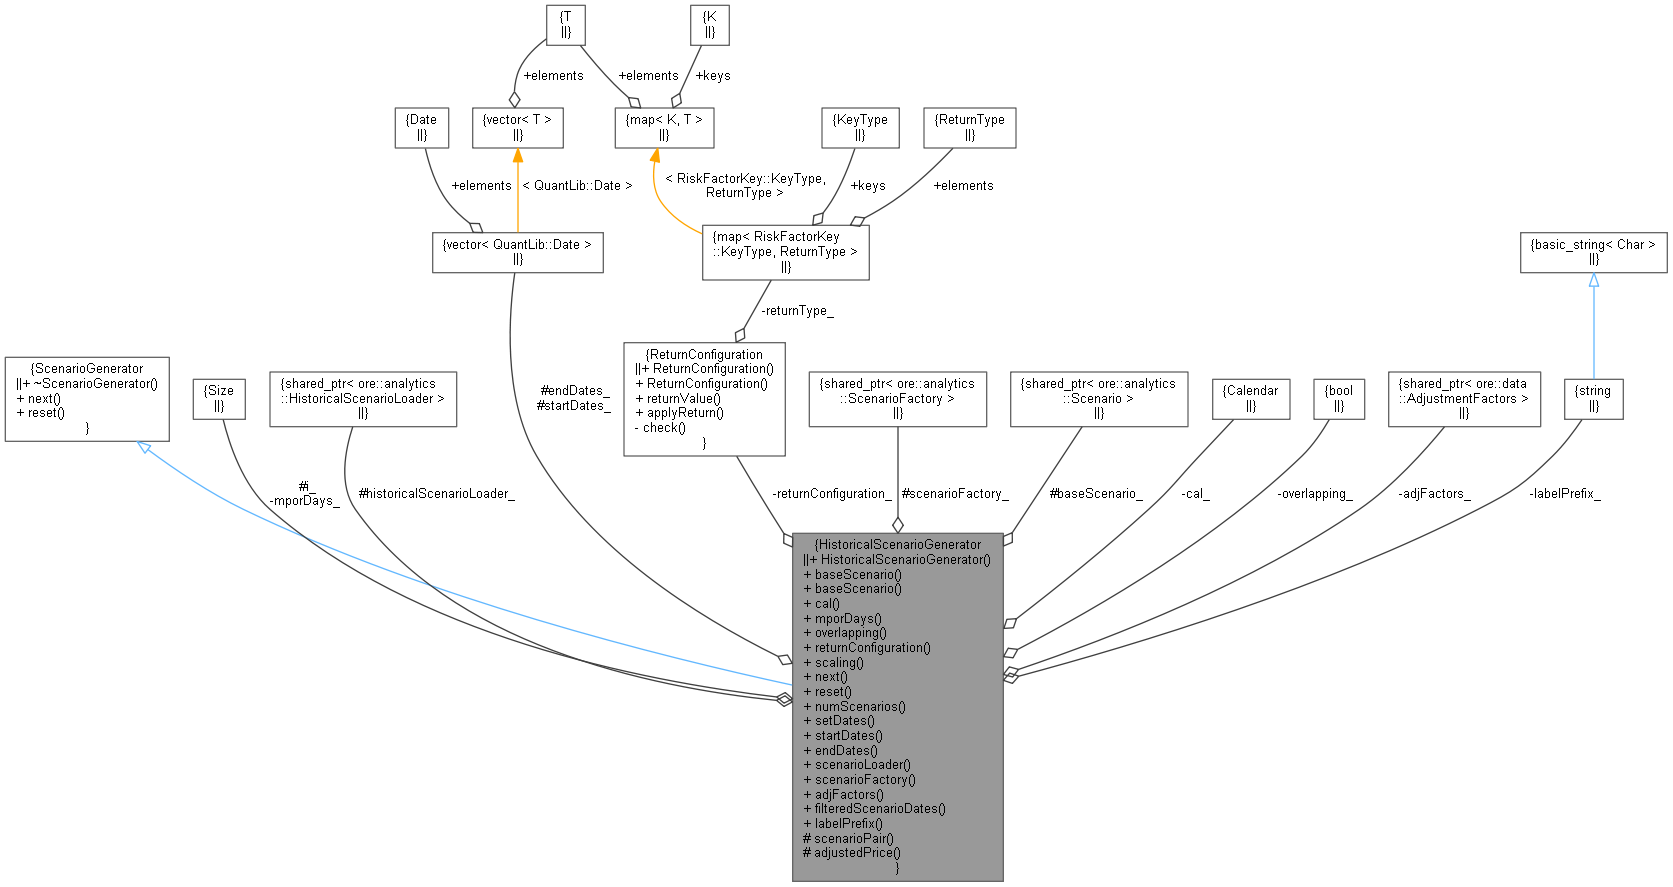 {T
||}
{K
||}
+elements
+elements
+keys
{Date
||}
{vector< T >
||}
{map< K, T >
||}
{KeyType
||}
{ReturnType
||}
+elements
< QuantLib::Date >
< RiskFactorKey::KeyType,
ReturnType >
+keys
+elements
{vector< QuantLib::Date >
||}
{map< RiskFactorKey
::KeyType, ReturnType >
||}
{basic_string< Char >
||}
-returnType_
{ScenarioGenerator
||+ ~ScenarioGenerator()
+ next()
+ reset()
}
{Size
||}
{shared_ptr< ore::analytics
::HistoricalScenarioLoader >
||}
#endDates_
#startDates_
{ReturnConfiguration
||+ ReturnConfiguration()
+ ReturnConfiguration()
+ returnValue()
+ applyReturn()
- check()
}
{shared_ptr< ore::analytics
::ScenarioFactory >
||}
{shared_ptr< ore::analytics
::Scenario >
||}
{Calendar
||}
{bool
||}
{shared_ptr< ore::data
::AdjustmentFactors >
||}
{string
||}
#i_
-mporDays_
#historicalScenarioLoader_
-returnConfiguration_
#scenarioFactory_
#baseScenario_
-cal_
-overlapping_
-adjFactors_
-labelPrefix_
{HistoricalScenarioGenerator
||+ HistoricalScenarioGenerator()
+ baseScenario()
+ baseScenario()
+ cal()
+ mporDays()
+ overlapping()
+ returnConfiguration()
+ scaling()
+ next()
+ reset()
+ numScenarios()
+ setDates()
+ startDates()
+ endDates()
+ scenarioLoader()
+ scenarioFactory()
+ adjFactors()
+ filteredScenarioDates()
+ labelPrefix()
# scenarioPair()
# adjustedPrice()
}